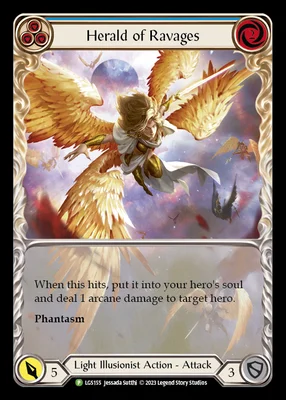 Herald of Ravages
When this hits, put it into your hero's soul
and deal 1 arcane damage to target hero.
Phantasm
5
Light Illusionist Action - Attack
3
P LGS155 Jessada Sutthi © 2023 Legend Story Studios